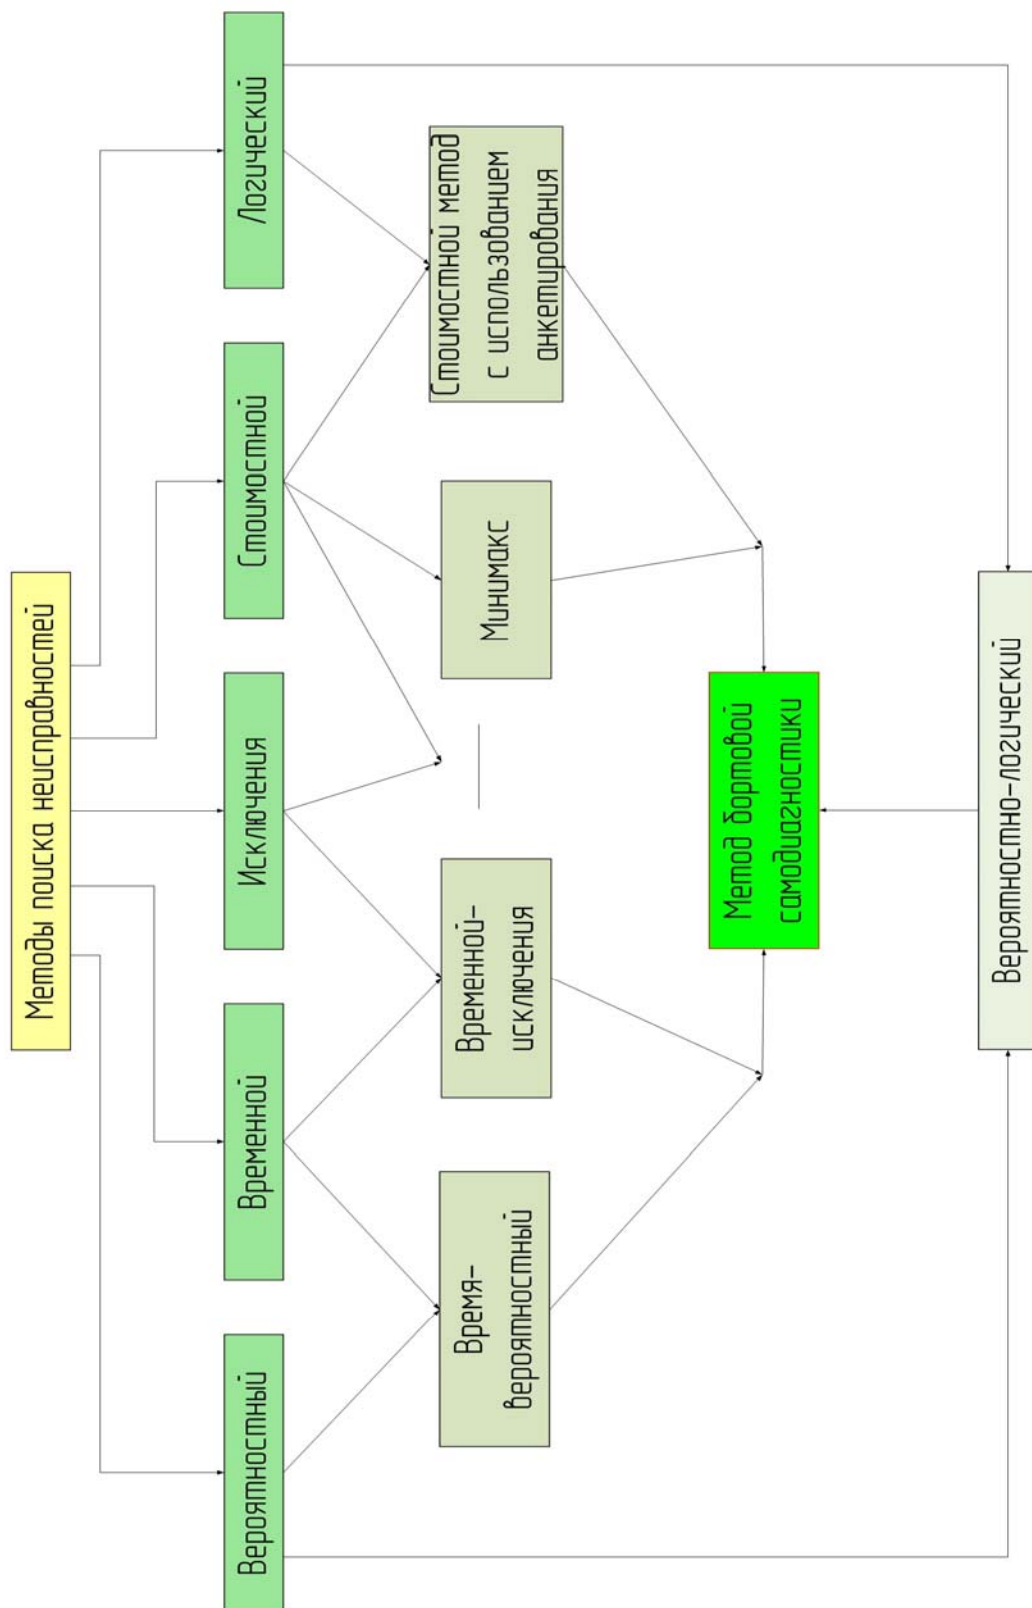 Методы поиска неисправностей
Вероятностный
Временной
Исключения
Стоимостной
Логический
Время-
вероятностный
Временной-
исключения
Минимакс
Стоимостной метод
с использованием
анкетирования
Метод бортовой
самодиагностики
Вероятностно-логический